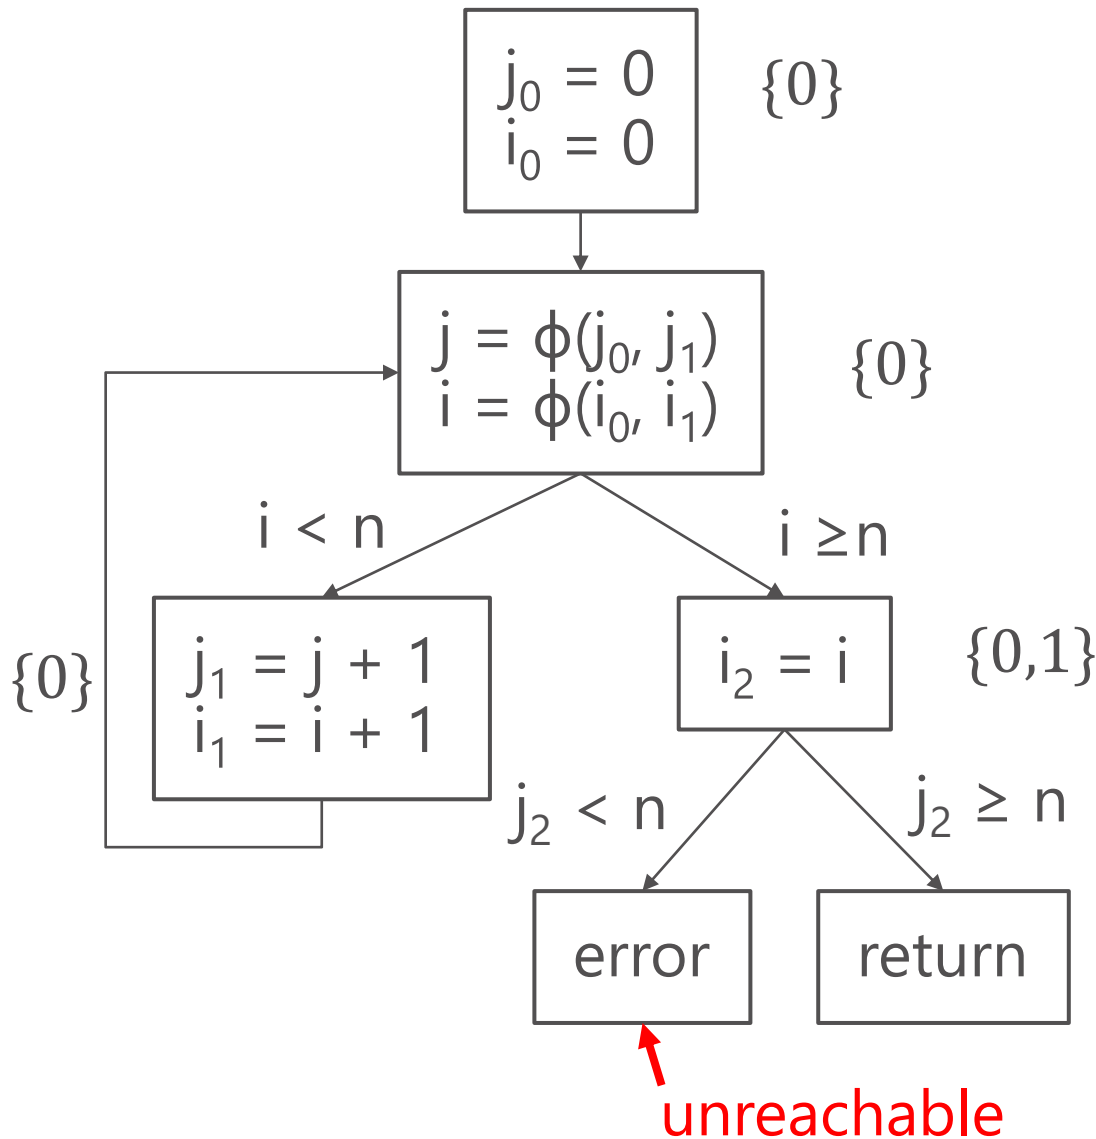 j₀ = 0
i₀ = 0
{0}
j = ϕ(j₀, j₁)
i = ϕ(i₀, i₁)
{0}
i < n
i ≥n
{0}
j₁ = j + 1
i₁ = i + 1
i₂ = i
{0,1}
j₂ < n
j₂ ≥ n
error
return
unreachable